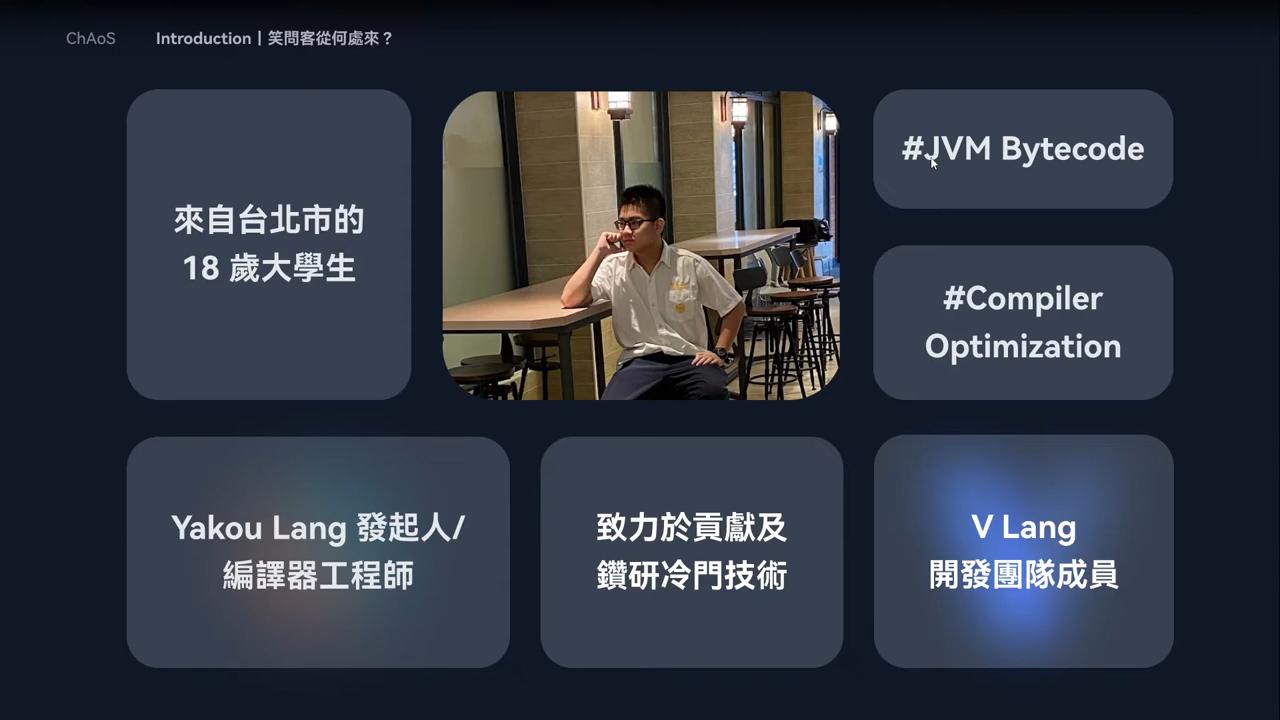 ChAoS
Introduction | 笑問客從何處來？
來自台北市的
18 歲大學生
#JVM Bytecode
#Compiler
Optimization
Yakou Lang 發起人/
編譯器工程師
致力於貢獻及
鑽研冷門技術
V Lang
開發團隊成員